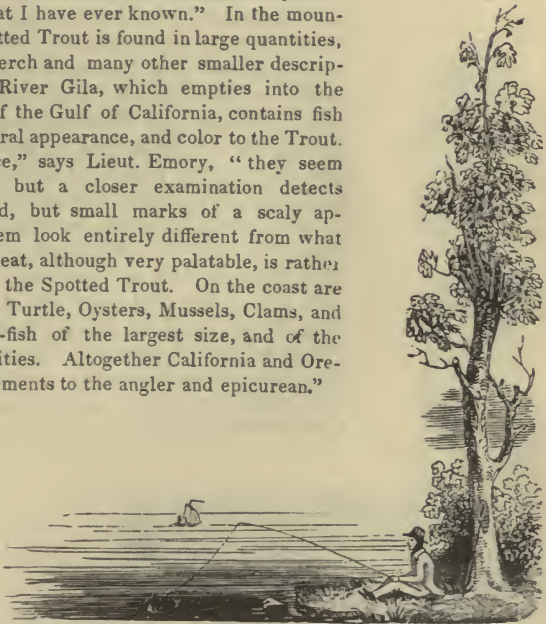 at I have ever known.” In the moun-
tted Trout is found in large quantities,
erch and many other smaller descrip-
River Gila, which empties into the
f the Gulf of California, contains fish
ral appearance, and color to the Trout.
ce,” says Lieut. Emory, “ they seem
but a closer examination detects
d, but small marks of a scaly ap-
em look entirely different from what
eat, although very palatable, is rather
the Spotted Trout. On the coast are
Turtle, Oysters, Mussels, Clams, and
-fish of the largest size, and of the
ities. Altogether California and Ore-
ements to the angler and epicurean.”